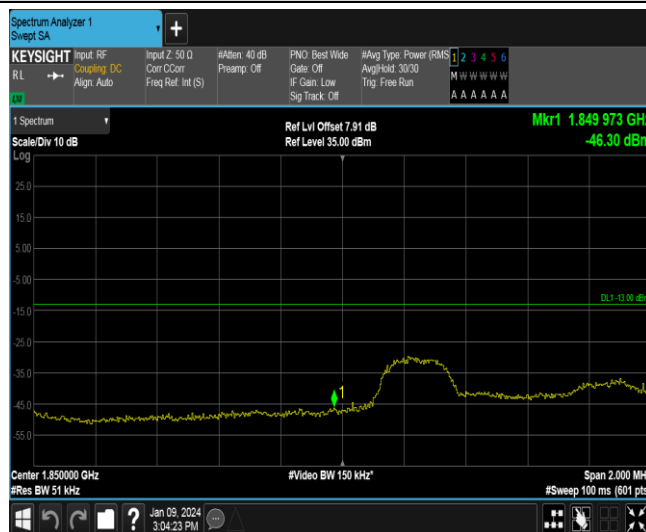 Spectrum Analyzer 1
Swept SA
+
KEYSIGHT
RL
LXI
Input: RF
Coupling: DC
Align: Auto
Input Z: 50 Ω
Corr CCorr
Freq Ref: Int (S)
#Atten: 40 dB
Preamp: Off
PNO: Best Wide
Gate: Off
IF Gain: Low
Sig Track: Off
#Avg Type: Power (RMS
Avg|Hold: 30/30
Trig: Free Run
1 2 3 4 5 6
M W W W W W
A A A A A A
1 Spectrum
Scale/Div 10 dB
Ref Lvl Offset 7.91 dB
Ref Level 35.00 dBm
Mkr1 1.849 973 GHz
-46.30 dBm
Log
25.0
15.0
5.00
-5.00
-15.0
-25.0
-35.0
-45.0
-55.0
DL1 -13.00 dBm
1
Center 1.850000 GHz
#Res BW 51 kHz
#Video BW 150 kHz*
Span 2.000 MH
#Sweep 100 ms (601 pts
?
Jan 09, 2024
3:04:23 PM